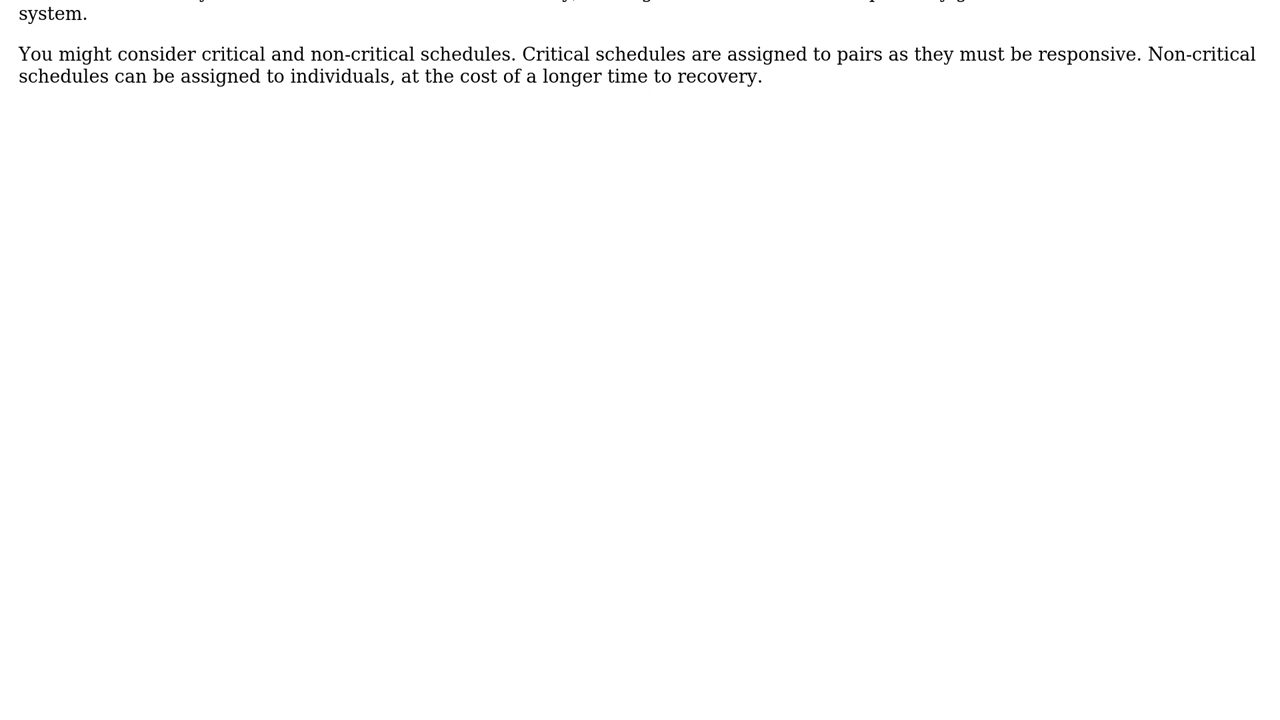 system.
You might consider critical and non-critical schedules. Critical schedules are assigned to pairs as they must be responsive. Non-critical
schedules can be assigned to individuals, at the cost of a longer time to recovery.